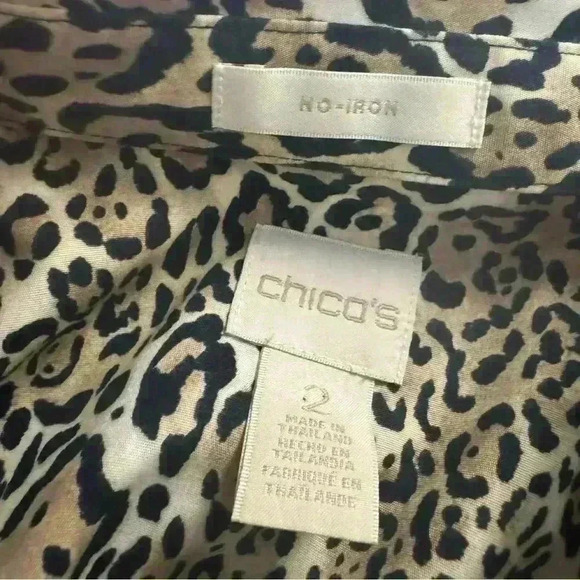 NO-IRON
chico's
2
MADE IN
THAILAND
HECHO EN
TAILANDIA
FABRIQUÉ EN
THAÏLANDE